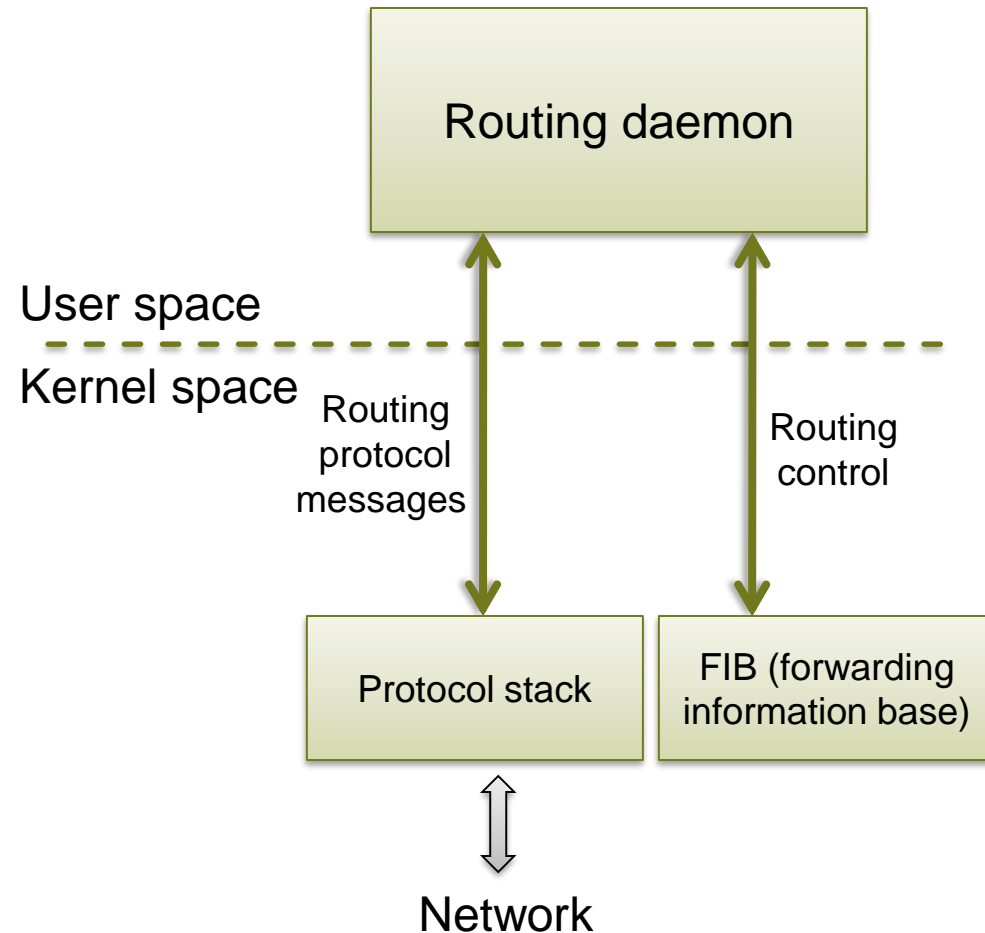 Routing daemon
User space
Kernel space
Routing
protocol
messages
Routing
control
Protocol stack
FIB (forwarding
information base)
Network